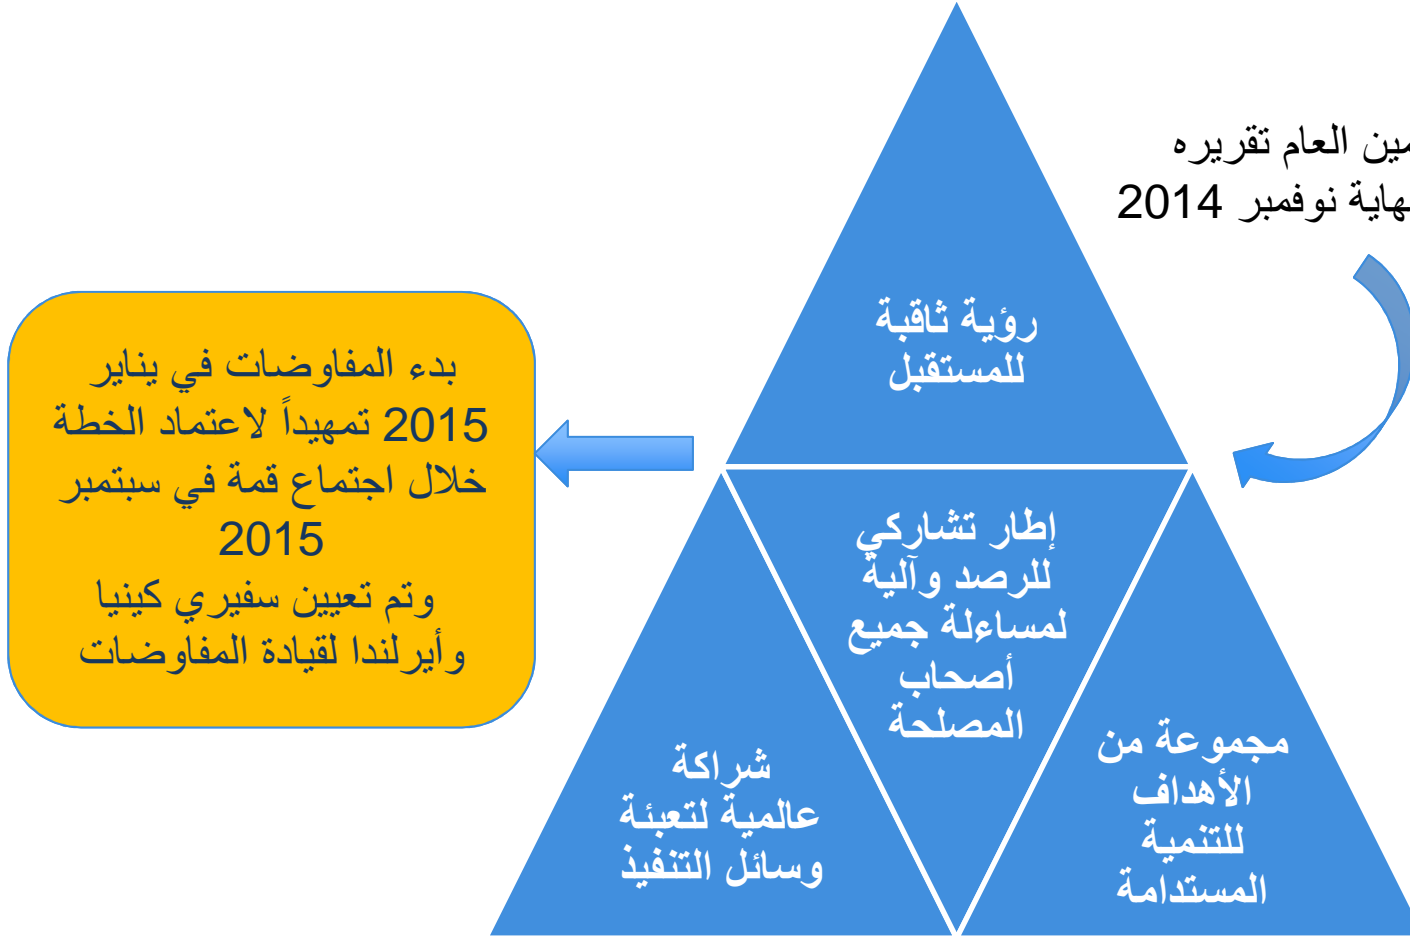 العام تقريره
نوفمبر 2014
رؤية ثاقبة
للمستقبل
بدء المفاوضات في يناير
2015 تمهيداً لاعتماد الخطة
خلال اجتماع قمة في سبتمبر
2015
وتم تعيين سفيري كينيا
وأيرلندا لقيادة المفاوضات
إطار تشاركي
للرصد وآلية
لمساءلة جميع
أصحاب
المصلحة
مجموعة من
الأهداف
للتنمية
المستدامة
شراكة
عالمية لتعبئة
وسائل التنفيذ